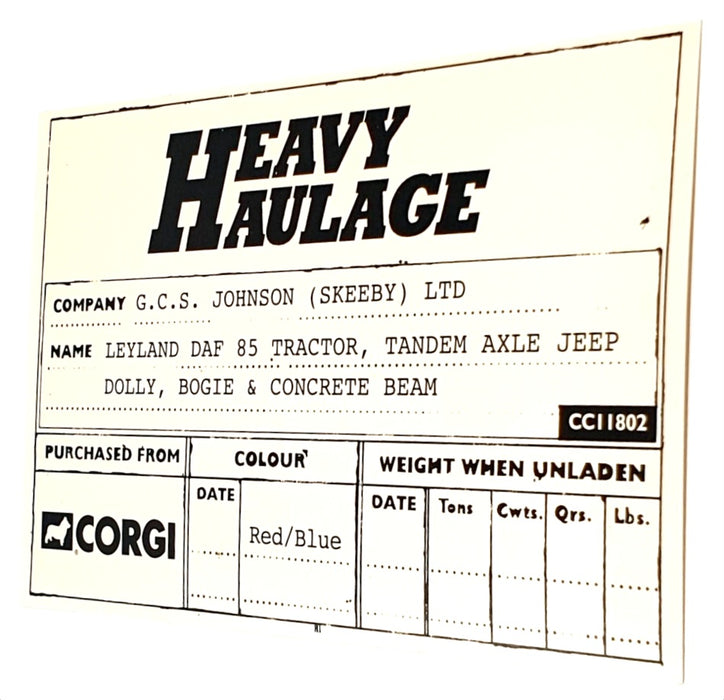 HEAVY
HAULAGE
COMPANY G.C.S. JOHNSON (SKEEBY) LTD
NAME LEYLAND DAF 85 TRACTOR, TANDEM AXLE JEEP
DOLLY, BOGIE & CONCRETE BEAM
CC11802
PURCHASED FROM COLOUR WEIGHT WHEN UNLADEN
DATE DATE Tons Cwts. Qrs. Lbs.
CORGI Red/Blue